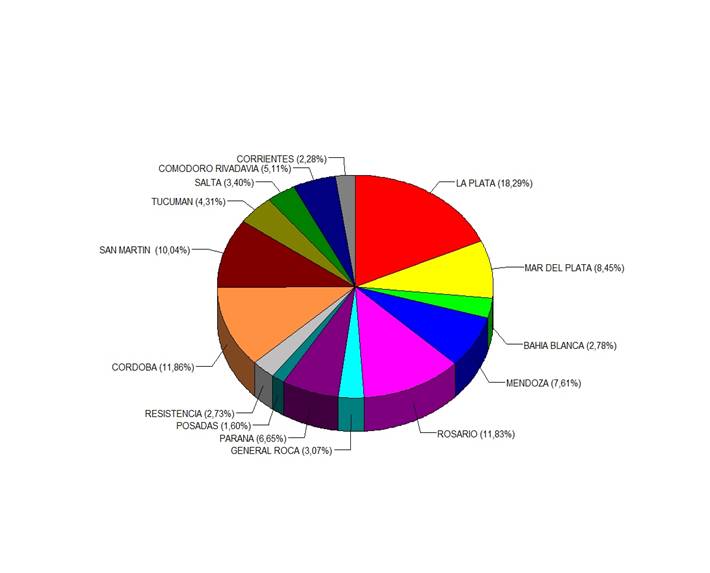 CORRIENTES (2,28%)
COMODORO RIVADAVIA (5,11%)
SALTA (3,40%)
LA PLATA (18,29%)
TUCUMAN (4,31%)
SAN MARTIN  (10,04%)
MAR DEL PLATA (8,45%)
BAHIA BLANCA (2,78%)
CORDOBA (11,86%)
MENDOZA (7,61%)
RESISTENCIA (2,73%)
POSADAS (1,60%)
PARANA (6,65%)
ROSARIO (11,83%)
GENERAL ROCA (3,07%)